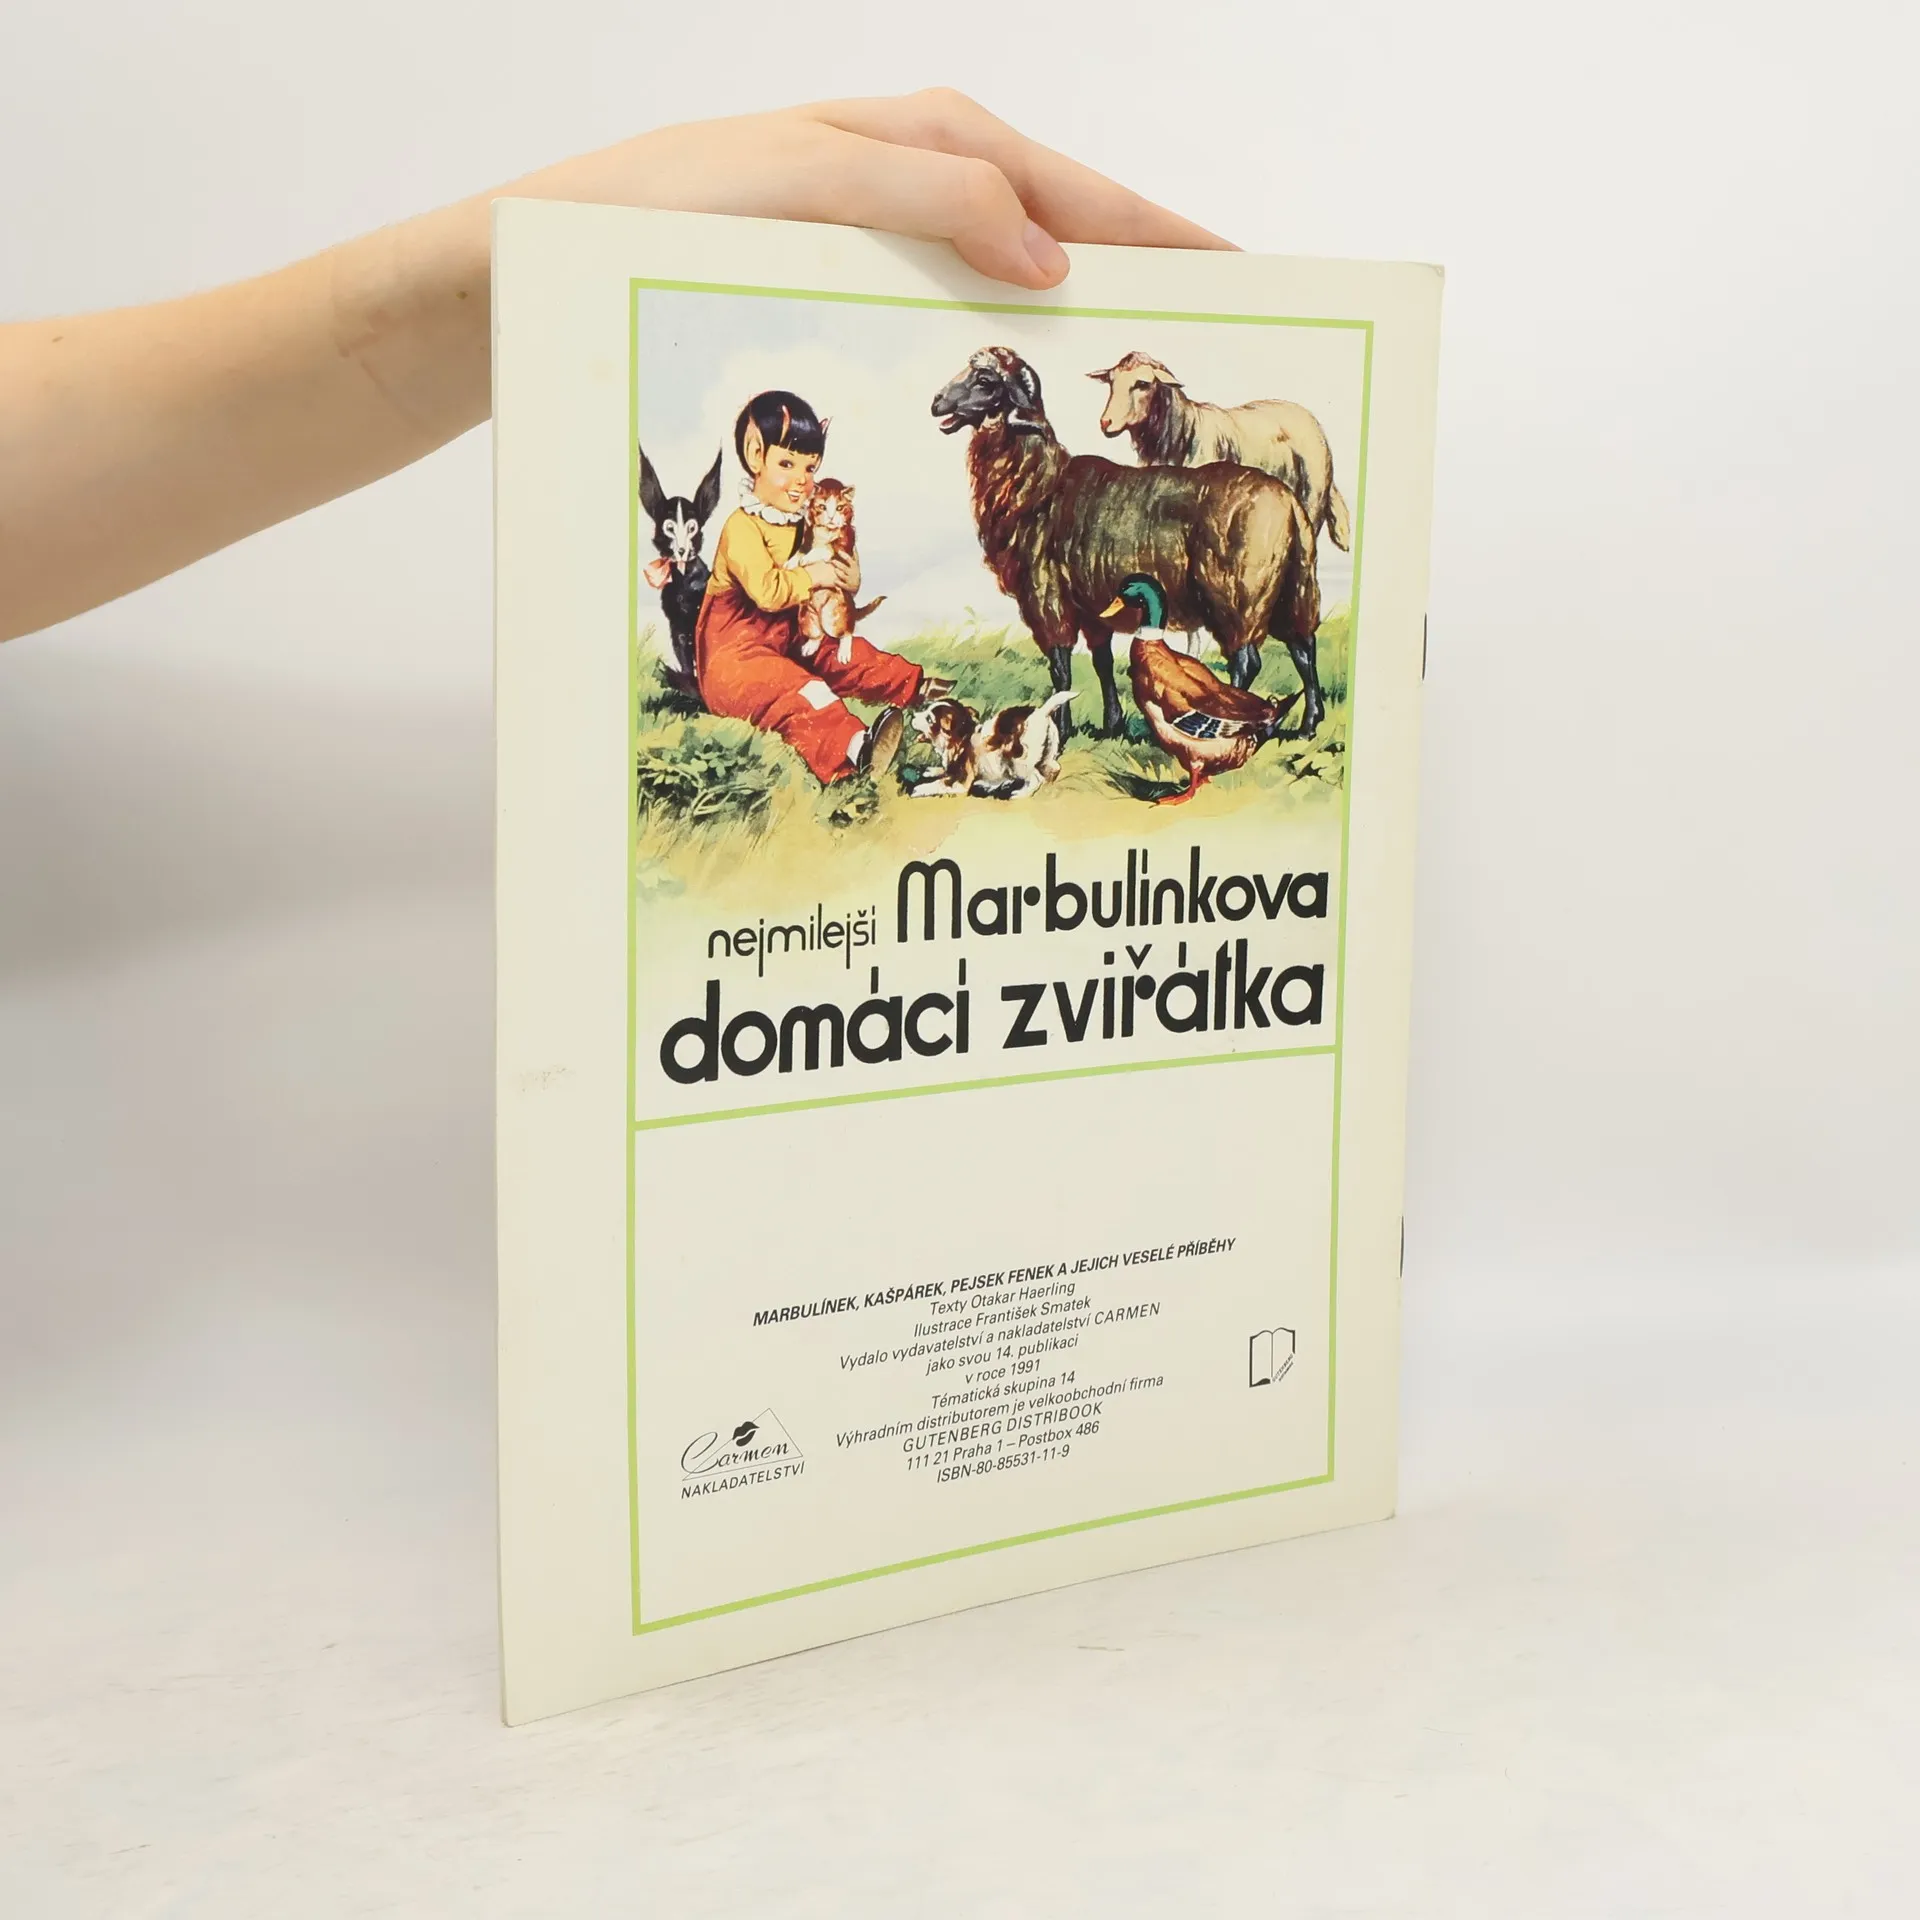 nejmilejší Marbulínkova
domácí zvířátka
MARBULÍNEK, KAŠPÁREK, PEJSEK FENEK A JEJICH VESELÉ PŘÍBĚHY
Texty Otakar Haerling
Ilustrace František Smatek
Vydalo vydavatelství a nakladatelství CARMEN
jako svou 14. publikaci
v roce 1991
Tématická skupina 14
Výhradním distributorem je velkoobchodní firma
GUTENBERG DISTRIBOOK
111 21 Praha 1 – Postbox 486
ISBN-80-85531-11-9
Carmen
NAKLADATELSTVÍ
GUTENBERG